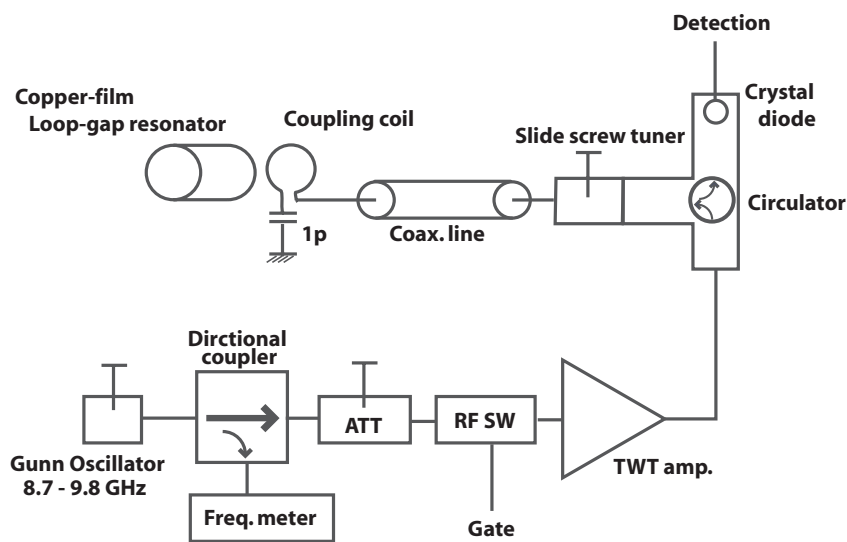 Detection
Copper-film
Loop-gap resonator
Coupling coil
Crystal
diode
Slide screw tuner
Circulator
1p
Coax. line
Dirctional
coupler
ATT
RF SW
Gunn Oscillator
8.7 - 9.8 GHz
TWT amp.
Freq. meter
Gate